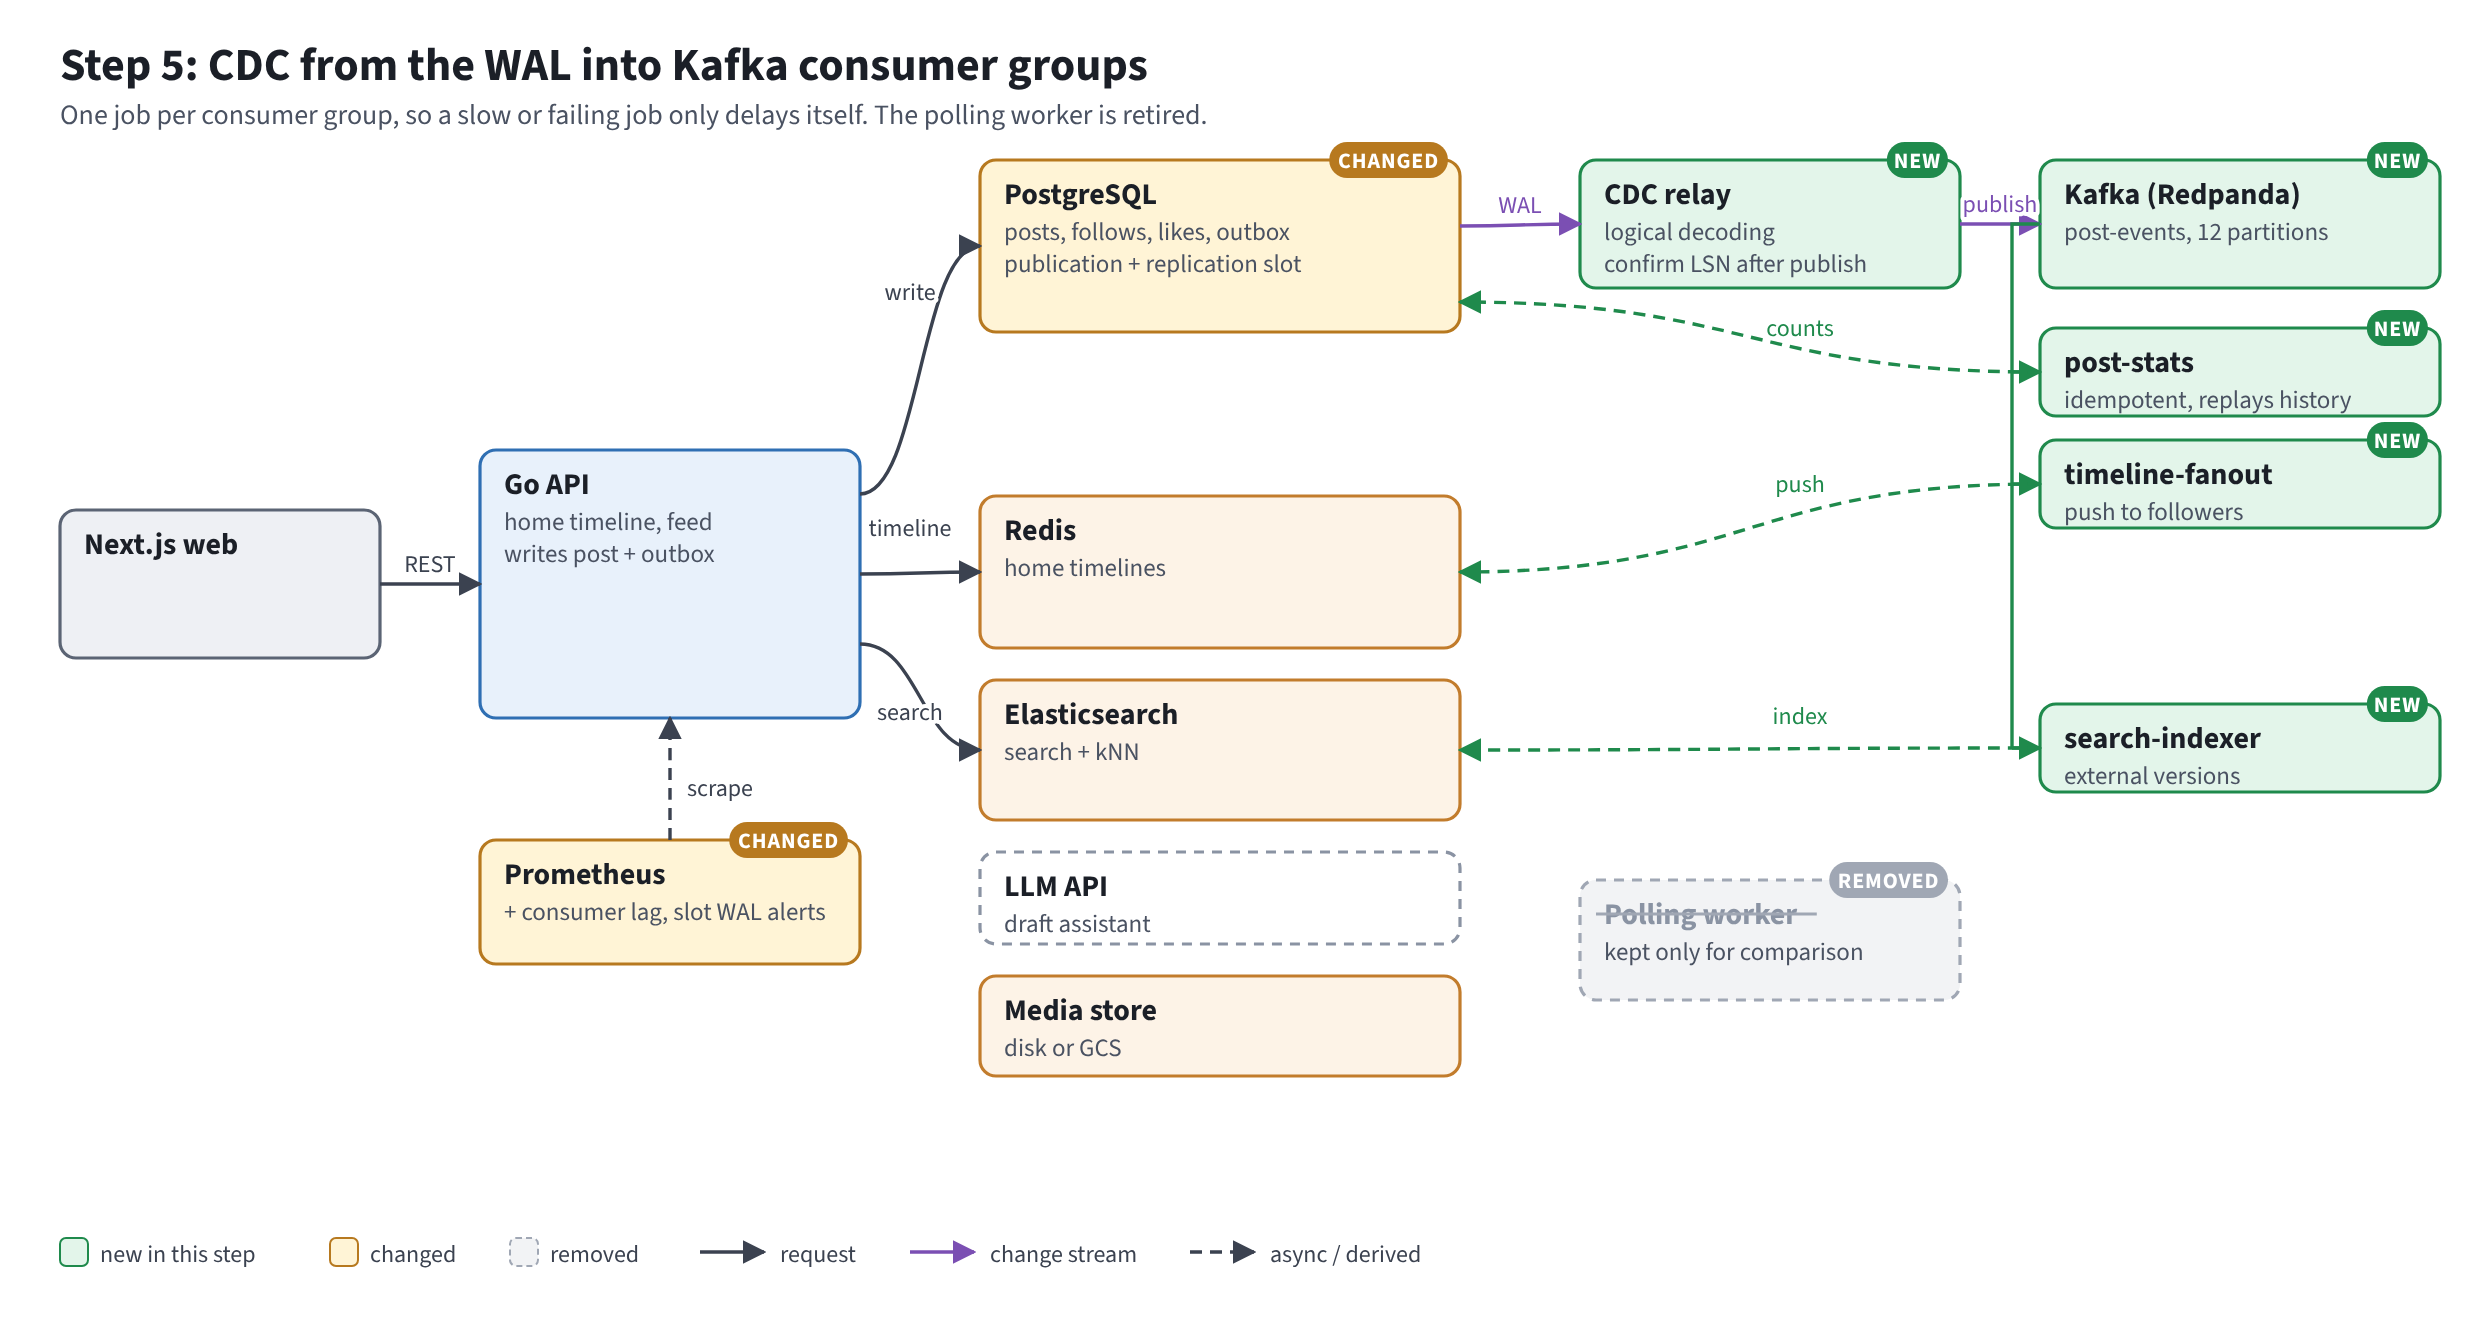 Step 5: CDC from the WAL into Kafka consumer groups
One job per consumer group, so a slow or failing job only delays itself. The polling worker is retired.
CHANGED
PostgreSQL
posts, follows, likes, outbox
publication + replication slot
WAL
NEW
CDC relay
logical decoding
confirm LSN after publish
publish
NEW
Kafka (Redpanda)
post-events, 12 partitions
write
counts
NEW
post-stats
idempotent, replays history
NEW
timeline-fanout
push to followers
push
Go API
home timeline, feed
writes post + outbox
timeline
Redis
home timelines
Next.js web
REST
search
Elasticsearch
search + kNN
index
NEW
search-indexer
external versions
scrape
CHANGED
Prometheus
+ consumer lag, slot WAL alerts
LLM API
draft assistant
REMOVED
Polling worker
kept only for comparison
Media store
disk or GCS
new in this step
changed
removed
request
change stream
async / derived